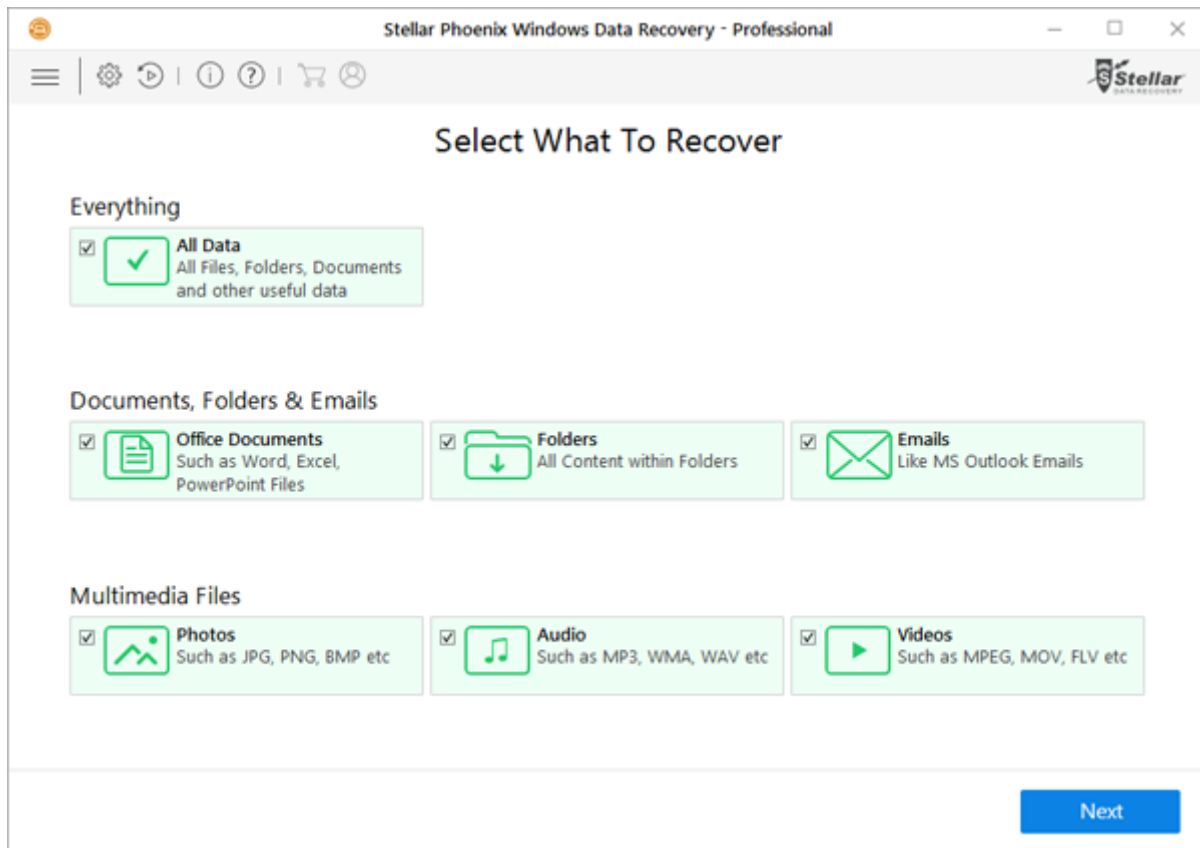 Stellar Phoenix Windows Data Recovery - Professional
Stellar
DATA RECOVERY
Select What To Recover
Everything
All Data
All Files, Folders, Documents
and other useful data
Documents, Folders & Emails
Office Documents
Such as Word, Excel,
PowerPoint Files
Folders
All Content within Folders
Emails
Like MS Outlook Emails
Multimedia Files
Photos
Such as JPG, PNG, BMP etc
Audio
Such as MP3, WMA, WAV etc
Videos
Such as MPEG, MOV, FLV etc
Next